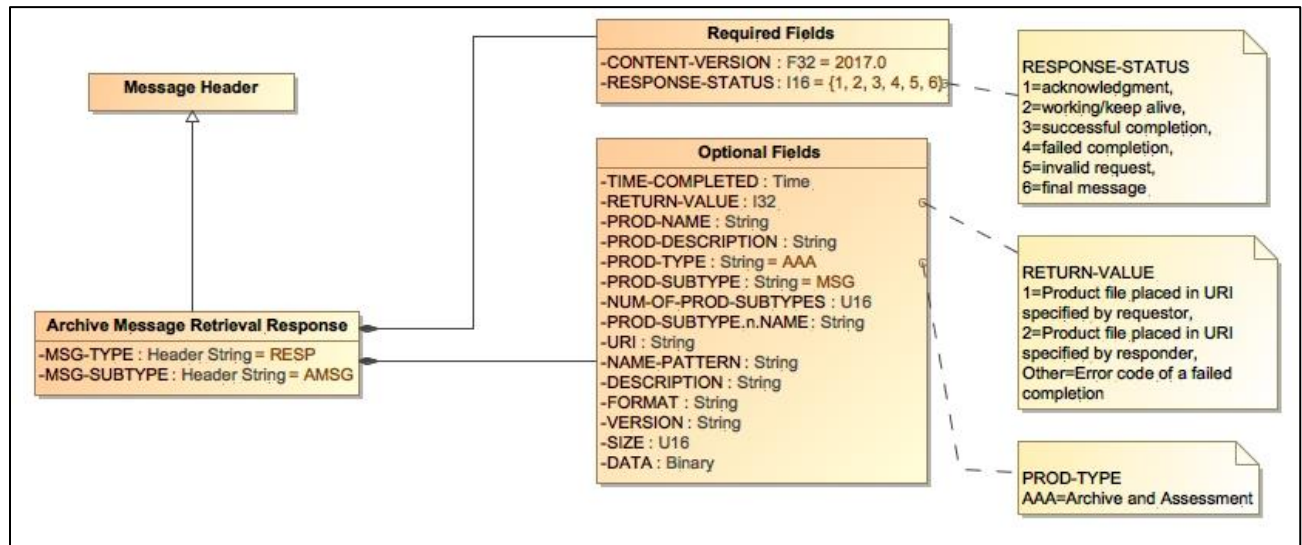 Message Header
Archive Message Retrieval Response
-MSG-TYPE : Header String = RESP
-MSG-SUBTYPE : Header String = AMSG
Required Fields
-CONTENT-VERSION : F32 = 2017.0
-RESPONSE-STATUS : I16 = {1, 2, 3, 4, 5, 6}
Optional Fields
-TIME-COMPLETED : Time
-RETURN-VALUE : I32
-PROD-NAME : String
-PROD-DESCRIPTION : String
-PROD-TYPE : String = AAA
-PROD-SUBTYPE : String = MSG
-NUM-OF-PROD-SUBTYPES : U16
-PROD-SUBTYPE.n.NAME : String
-URI : String
-NAME-PATTERN : String
-DESCRIPTION : String
-FORMAT : String
-VERSION : String
-SIZE : U16
-DATA : Binary
RESPONSE-STATUS
1=acknowledgment,
2=working/keep alive,
3=successful completion,
4=failed completion,
5=invalid request,
6=final message
RETURN-VALUE
1=Product file placed in URI
specified by requestor,
2=Product file placed in URI
specified by responder,
Other=Error code of a failed
completion
PROD-TYPE
AAA=Archive and Assessment